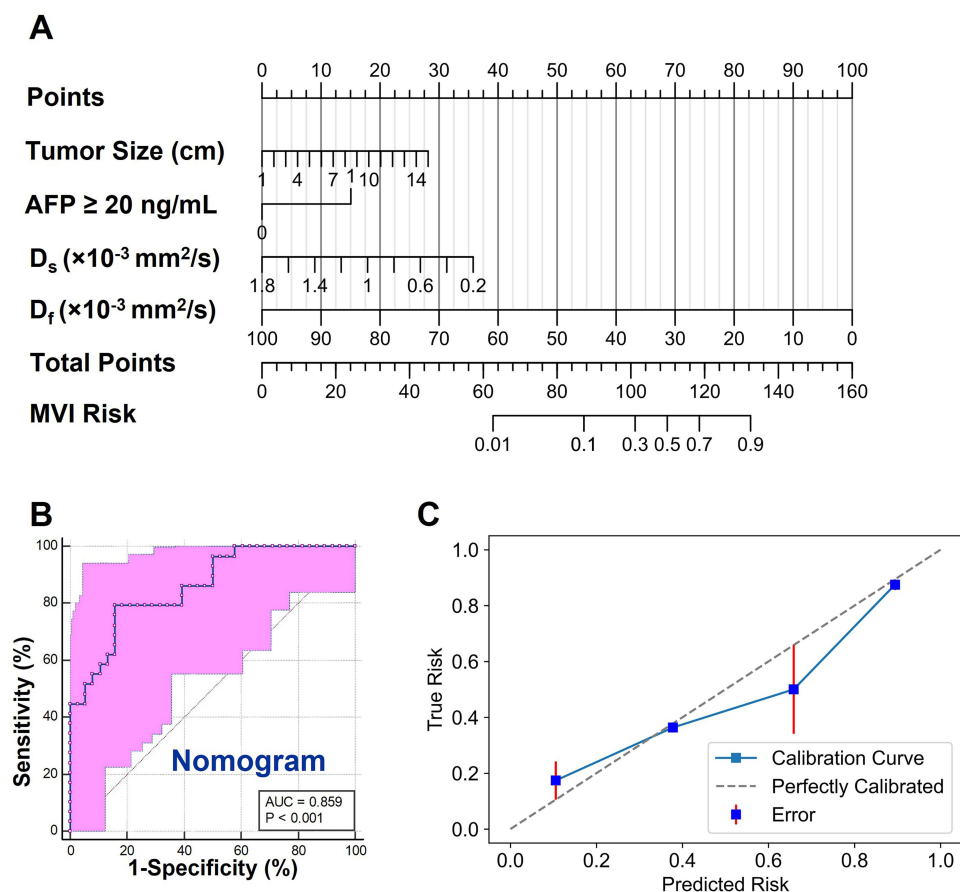 A
0 10 20 30 40 50 60 70 80 90 100
Points
Tumor Size (cm)
1 4 7 10 14
1
AFP ≥ 20 ng/mL
0
Dₛ (×10⁻³ mm²/s)
1.8 1.4 1 0.6 0.2
D_f (×10⁻³ mm²/s)
100 90 80 70 60 50 40 30 20 10 0
Total Points
0 20 40 60 80 100 120 140 160
MVI Risk
0.01 0.1 0.3 0.5 0.7 0.9
B
100
80
60
40
20
0
Sensitivity (%)
Nomogram
AUC = 0.859
P < 0.001
0 20 40 60 80 100
1-Specificity (%)
C
1.0
0.8
0.6
0.4
0.2
0.0
True Risk
Calibration Curve
Perfectly Calibrated
Error
0.0 0.2 0.4 0.6 0.8 1.0
Predicted Risk